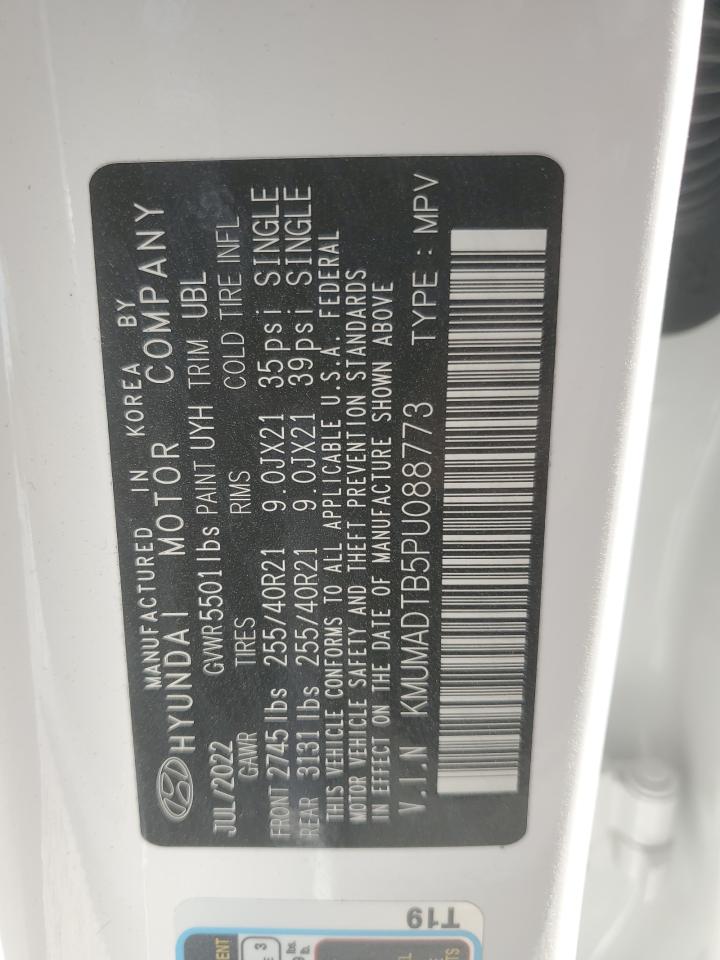 MANUFACTURED IN KOREA BY
HYUNDAI MOTOR COMPANY
JUL/2022 GVWR 5501 lbs PAINT UYH TRIM UBL
GAWR TIRES RIMS COLD TIRE INFL
FRONT 2745 lbs 255/40R21 9.0JX21 35psi SINGLE
REAR 3131 lbs 255/40R21 9.0JX21 39psi SINGLE
THIS VEHICLE CONFORMS TO ALL APPLICABLE U.S.A. FEDERAL
MOTOR VEHICLE SAFETY AND THEFT PREVENTION STANDARDS
IN EFFECT ON THE DATE OF MANUFACTURE SHOWN ABOVE
V.I.N KMUMADTB5PU088773 TYPE : MPV
T19